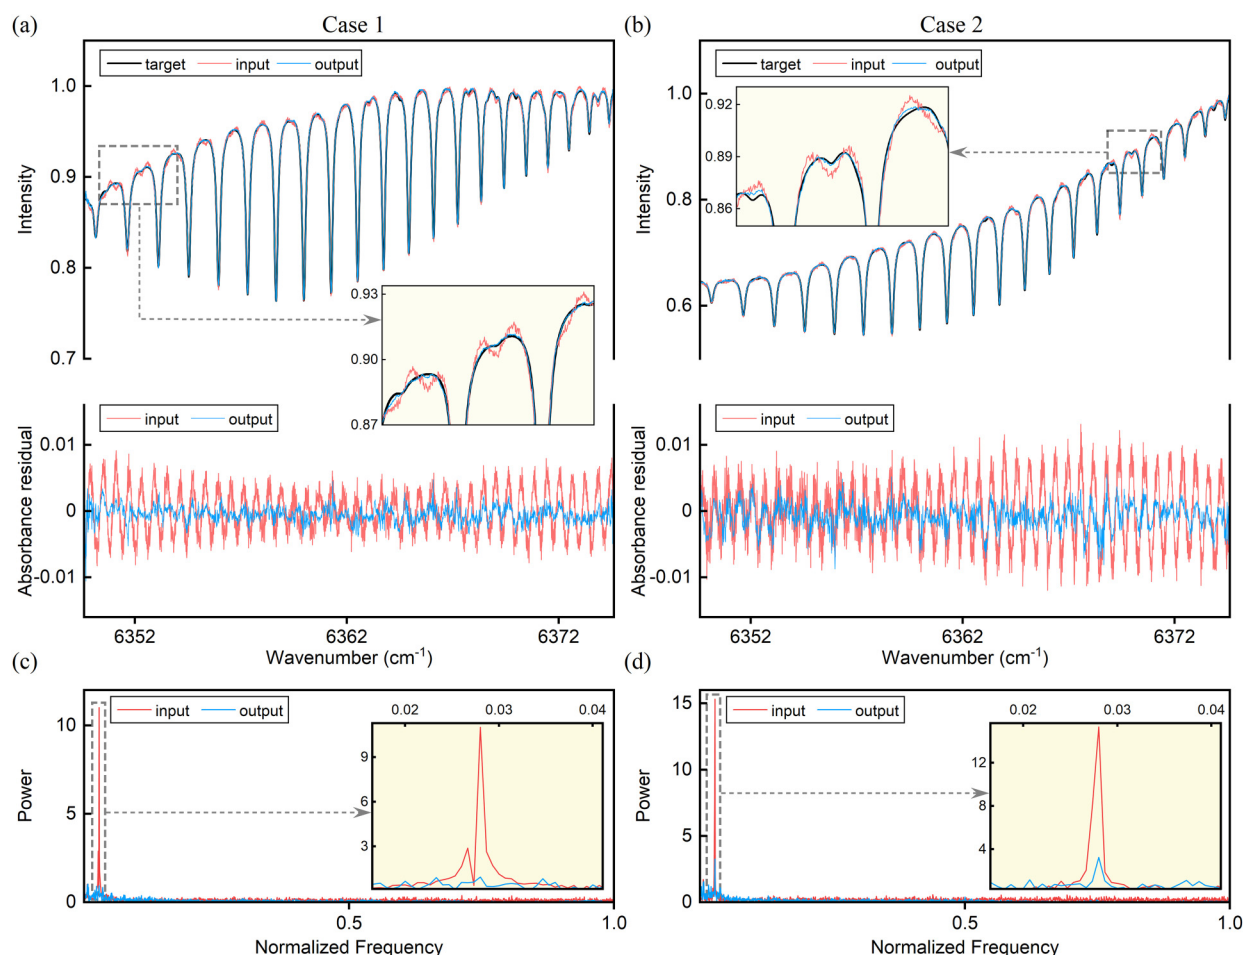 (a)
Case 1
(b)
Case 2
target input output
target input output
1.0
0.9
0.8
0.7
Intensity
0.93
0.90
0.87
1.0
0.8
0.6
Intensity
0.92
0.89
0.86
input output
input output
0.01
0
-0.01
Absorbance residual
0.01
0
-0.01
Absorbance residual
6352 6362 6372
Wavenumber (cm⁻¹)
6352 6362 6372
Wavenumber (cm⁻¹)
(c)
(d)
input output
input output
10
5
0
Power
0.02 0.03 0.04
9
6
3
15
10
5
0
Power
0.02 0.03 0.04
12
8
4
0.5 1.0
Normalized Frequency
0.5 1.0
Normalized Frequency